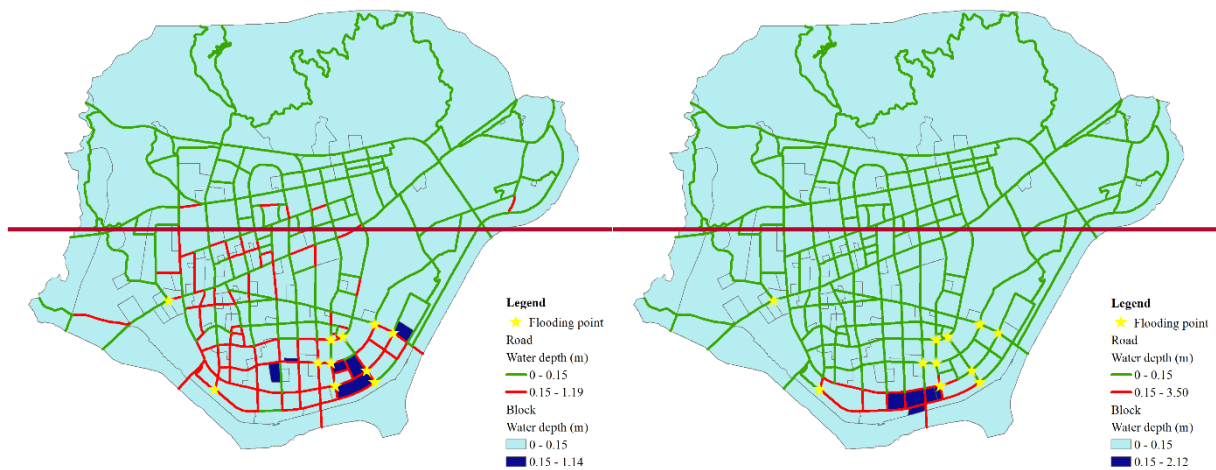 Legend
Flooding point
Road
Water depth (m)
0 - 0.15
0.15 - 1.19
Block
Water depth (m)
0 - 0.15
0.15 - 1.14
Legend
Flooding point
Road
Water depth (m)
0 - 0.15
0.15 - 3.50
Block
Water depth (m)
0 - 0.15
0.15 - 2.12